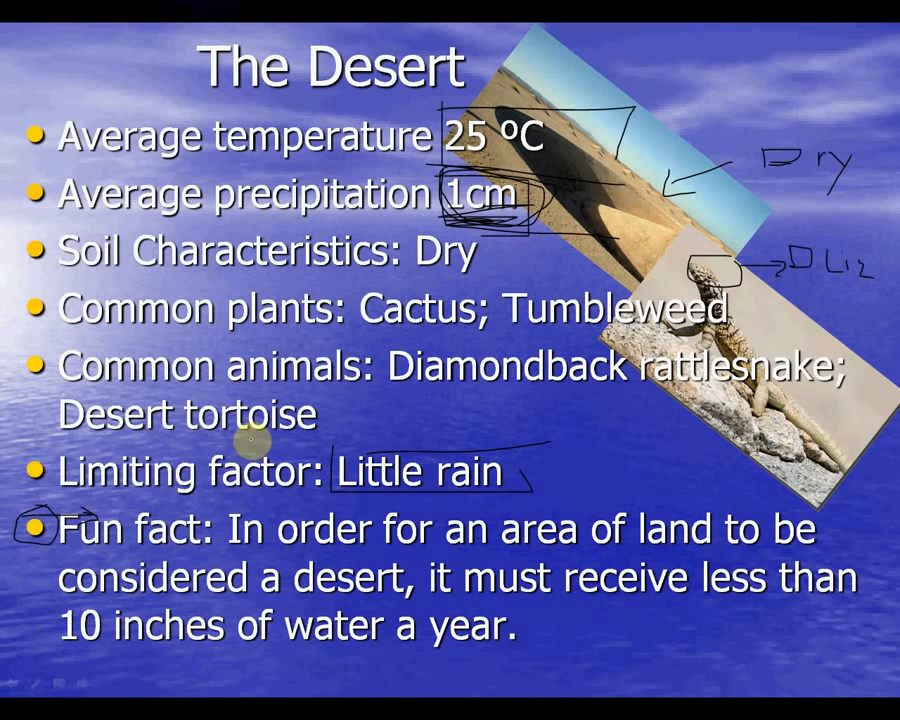 The Desert
Average temperature 25 ºC
Average precipitation 1cm
Dry
Soil Characteristics: Dry
D Liz
Common plants: Cactus; Tumbleweed
Common animals: Diamondback rattlesnake;
Desert tortoise
Limiting factor: Little rain
Fun fact: In order for an area of land to be
considered a desert, it must receive less than
10 inches of water a year.